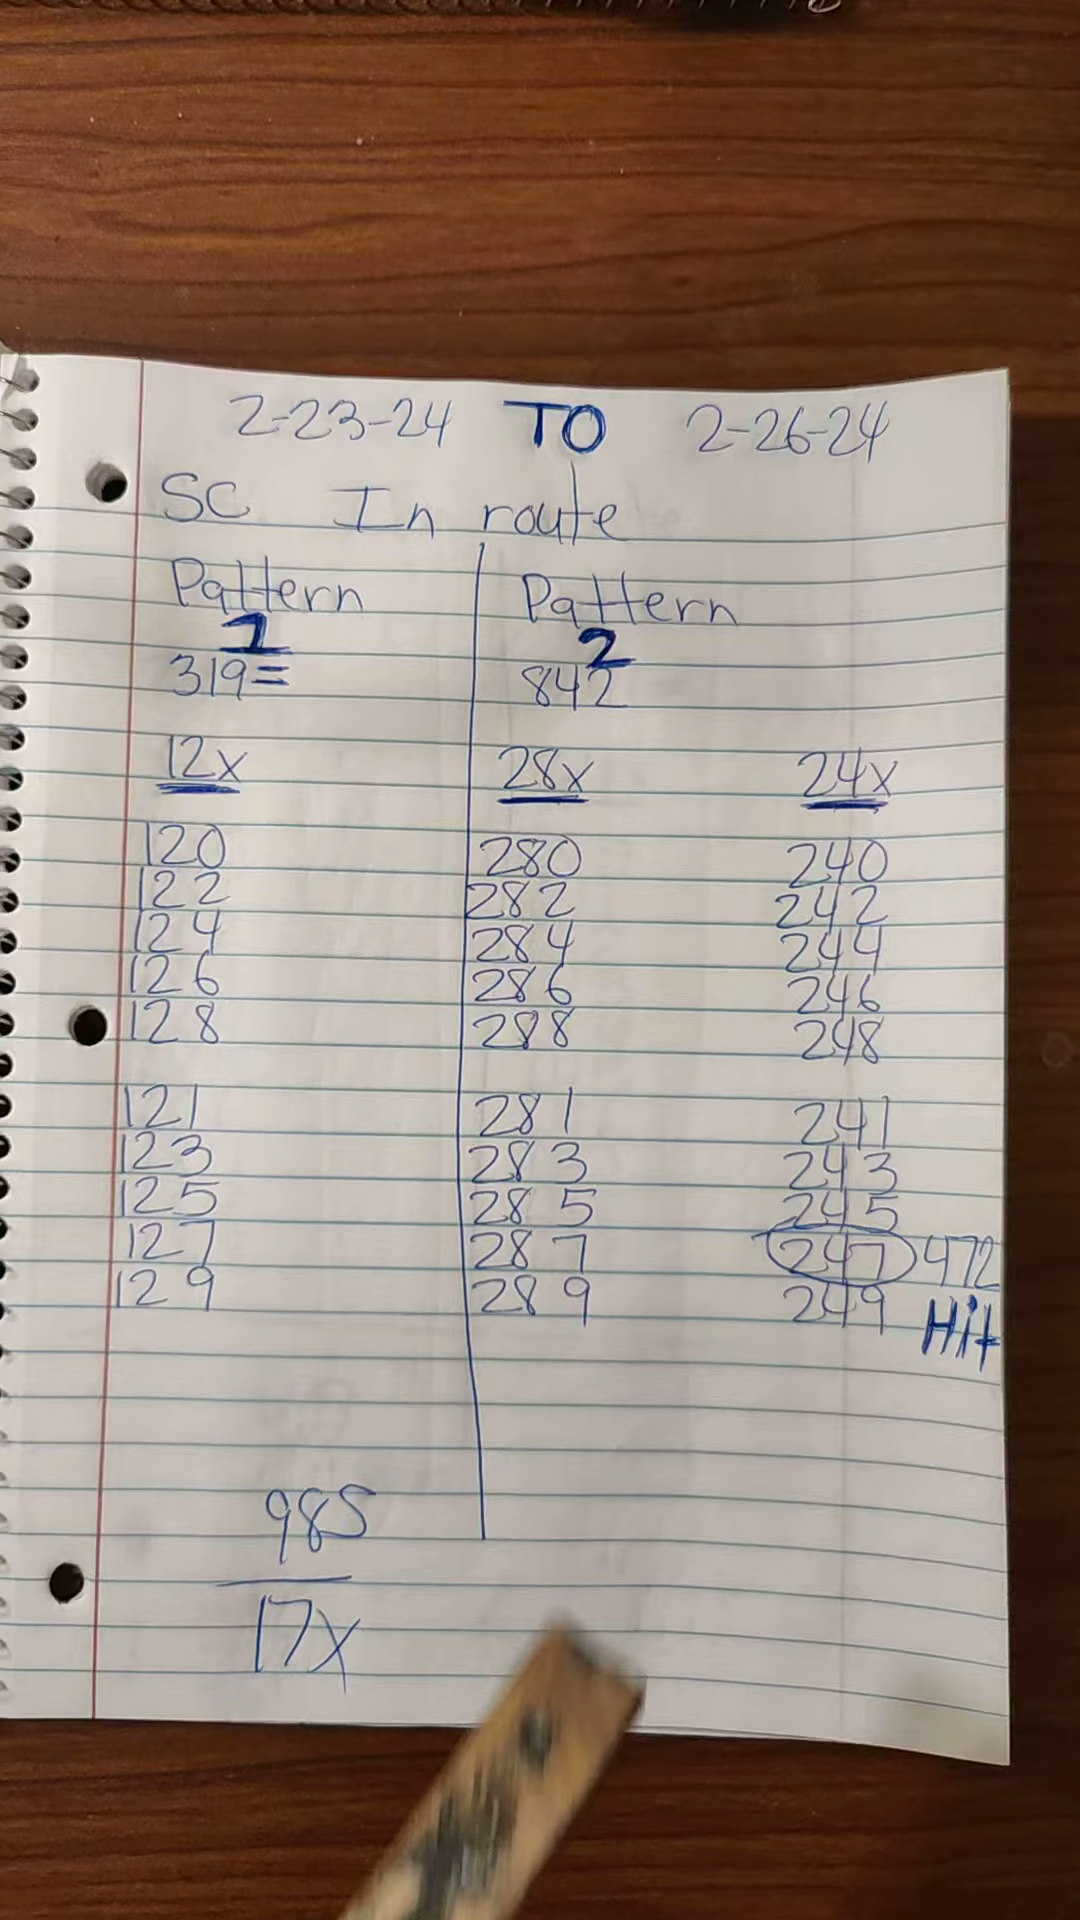 2-23-24 TO 2-26-24
SC In route
Pattern
1
319=
12x
120
122
124
126
128
121
123
125
127
129
985
17x
Pattern
2
842
28x 24x
280 240
282 242
284 244
286 246
288 248
281 241
283 243
285 245
287 247 472
289 249 Hit